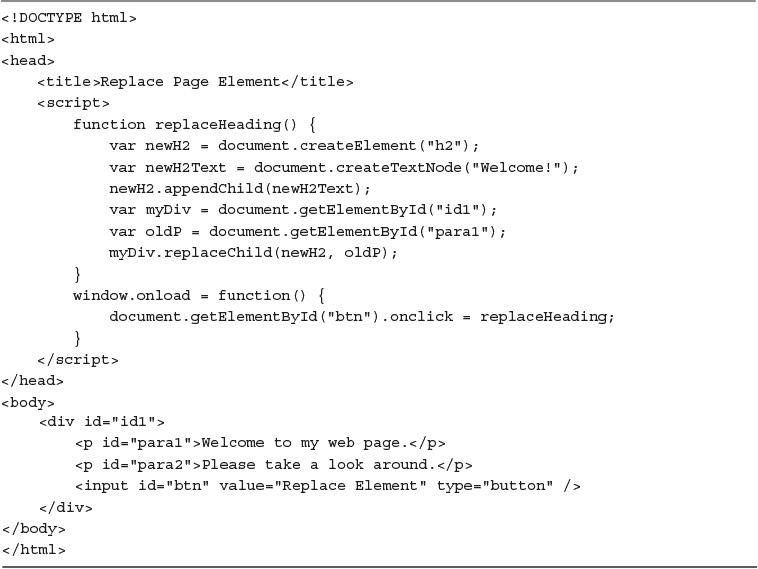 <!DOCTYPE html>
<html>
<head>
    <title>Replace Page Element</title>
    <script>
        function replaceHeading() {
            var newH2 = document.createElement("h2");
            var newH2Text = document.createTextNode("Welcome!");
            newH2.appendChild(newH2Text);
            var myDiv = document.getElementById("id1");
            var oldP = document.getElementById("para1");
            myDiv.replaceChild(newH2, oldP);
        }
        window.onload = function() {
            document.getElementById("btn").onclick = replaceHeading;
        }
    </script>
</head>
<body>
    <div id="id1">
        <p id="para1">Welcome to my web page.</p>
        <p id="para2">Please take a look around.</p>
        <input id="btn" value="Replace Element" type="button" />
    </div>
</body>
</html>